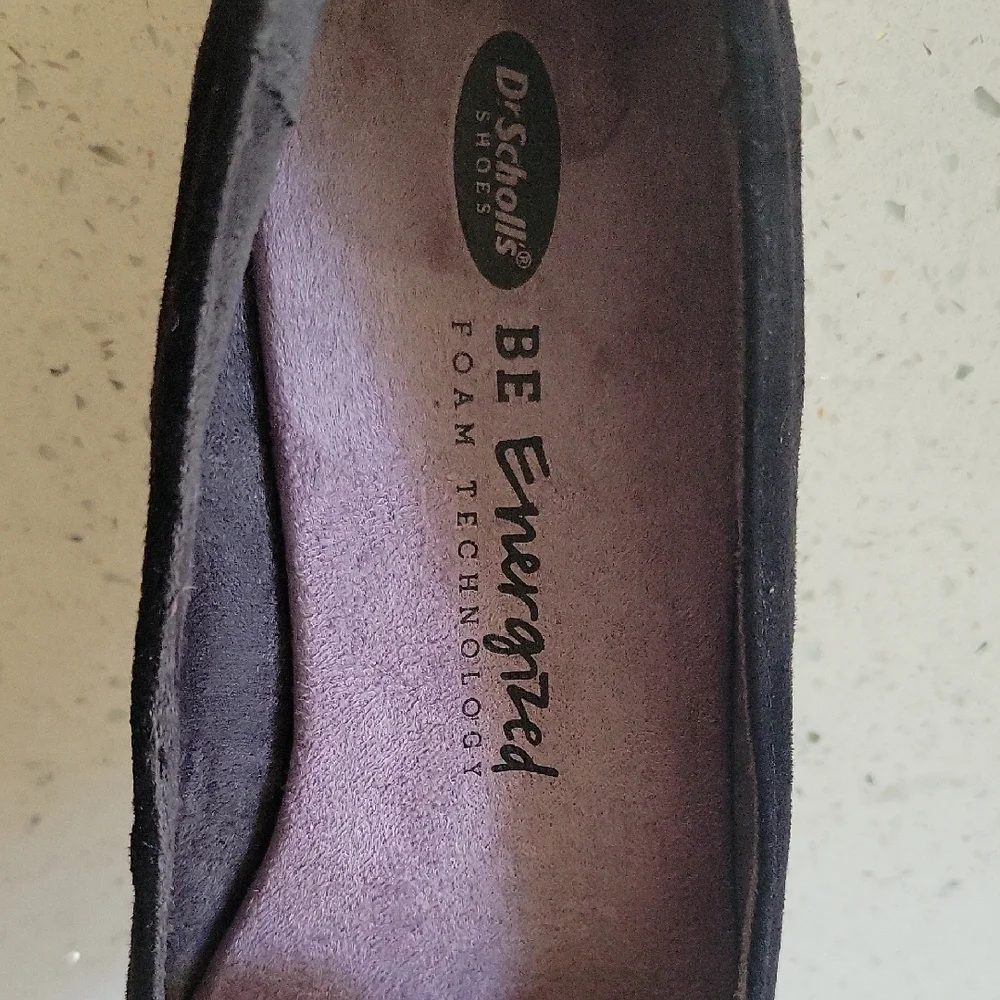 Dr.Scholl's®
SHOES
BE Energized
FOAM TECHNOLOGY